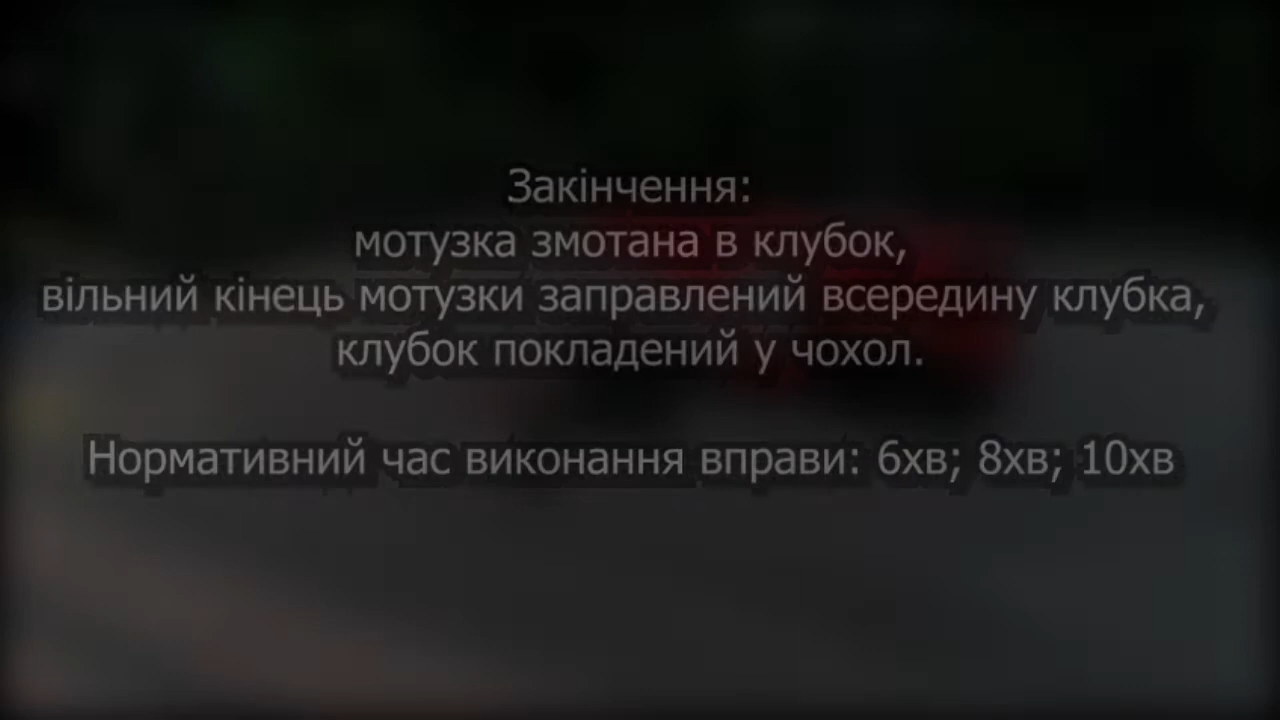 Закінчення:
мотузка змотана в клубок,
вільний кінець мотузки заправлений всередину клубка,
клубок покладений у чохол.
Нормативний час виконання вправи: 6хв; 8хв; 10хв